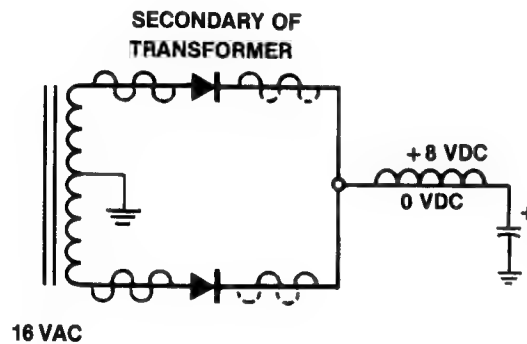 SECONDARY OF
TRANSFORMER
+8 VDC
0 VDC
+
16 VAC